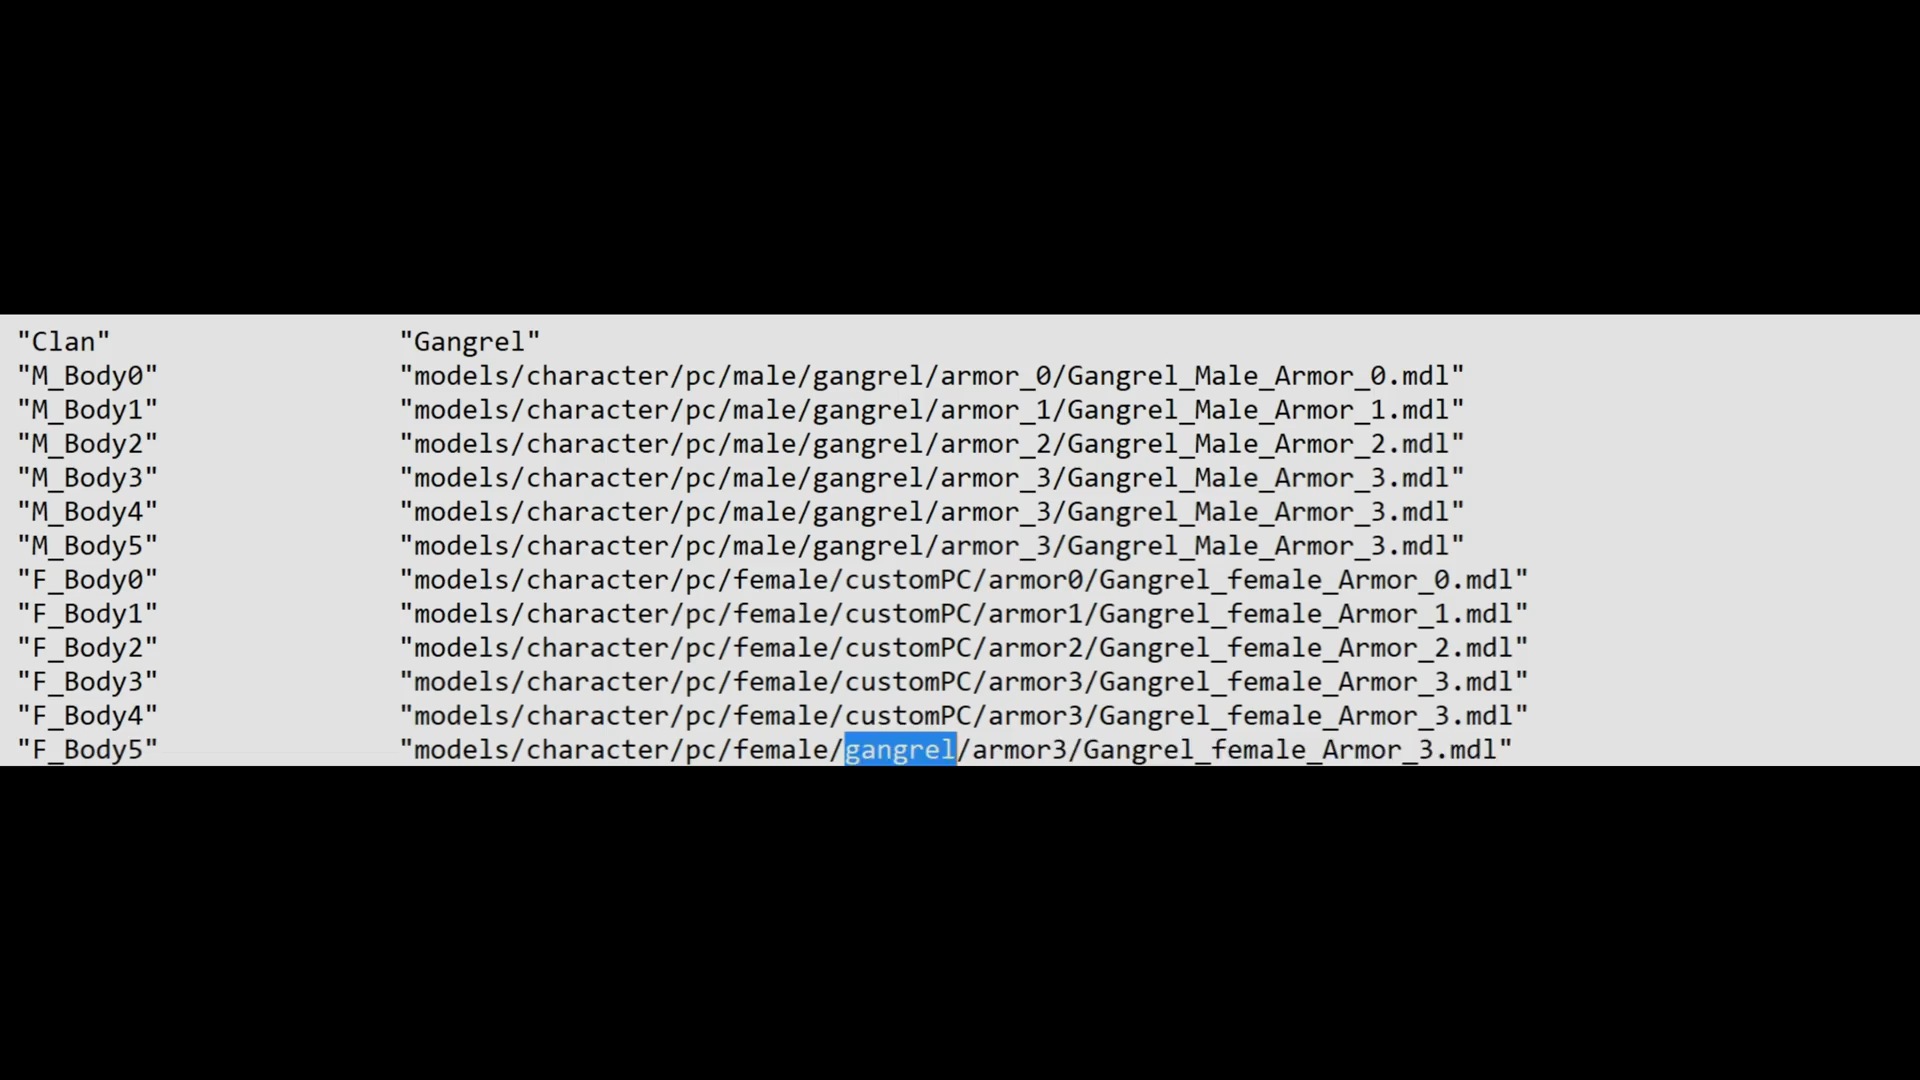 "Clan" "Gangrel"
"M_Body0" "models/character/pc/male/gangrel/armor_0/Gangrel_Male_Armor_0.mdl"
"M_Body1" "models/character/pc/male/gangrel/armor_1/Gangrel_Male_Armor_1.mdl"
"M_Body2" "models/character/pc/male/gangrel/armor_2/Gangrel_Male_Armor_2.mdl"
"M_Body3" "models/character/pc/male/gangrel/armor_3/Gangrel_Male_Armor_3.mdl"
"M_Body4" "models/character/pc/male/gangrel/armor_3/Gangrel_Male_Armor_3.mdl"
"M_Body5" "models/character/pc/male/gangrel/armor_3/Gangrel_Male_Armor_3.mdl"
"F_Body0" "models/character/pc/female/customPC/armor0/Gangrel_female_Armor_0.mdl"
"F_Body1" "models/character/pc/female/customPC/armor1/Gangrel_female_Armor_1.mdl"
"F_Body2" "models/character/pc/female/customPC/armor2/Gangrel_female_Armor_2.mdl"
"F_Body3" "models/character/pc/female/customPC/armor3/Gangrel_female_Armor_3.mdl"
"F_Body4" "models/character/pc/female/customPC/armor3/Gangrel_female_Armor_3.mdl"
"F_Body5" "models/character/pc/female/gangrel/armor3/Gangrel_female_Armor_3.mdl"